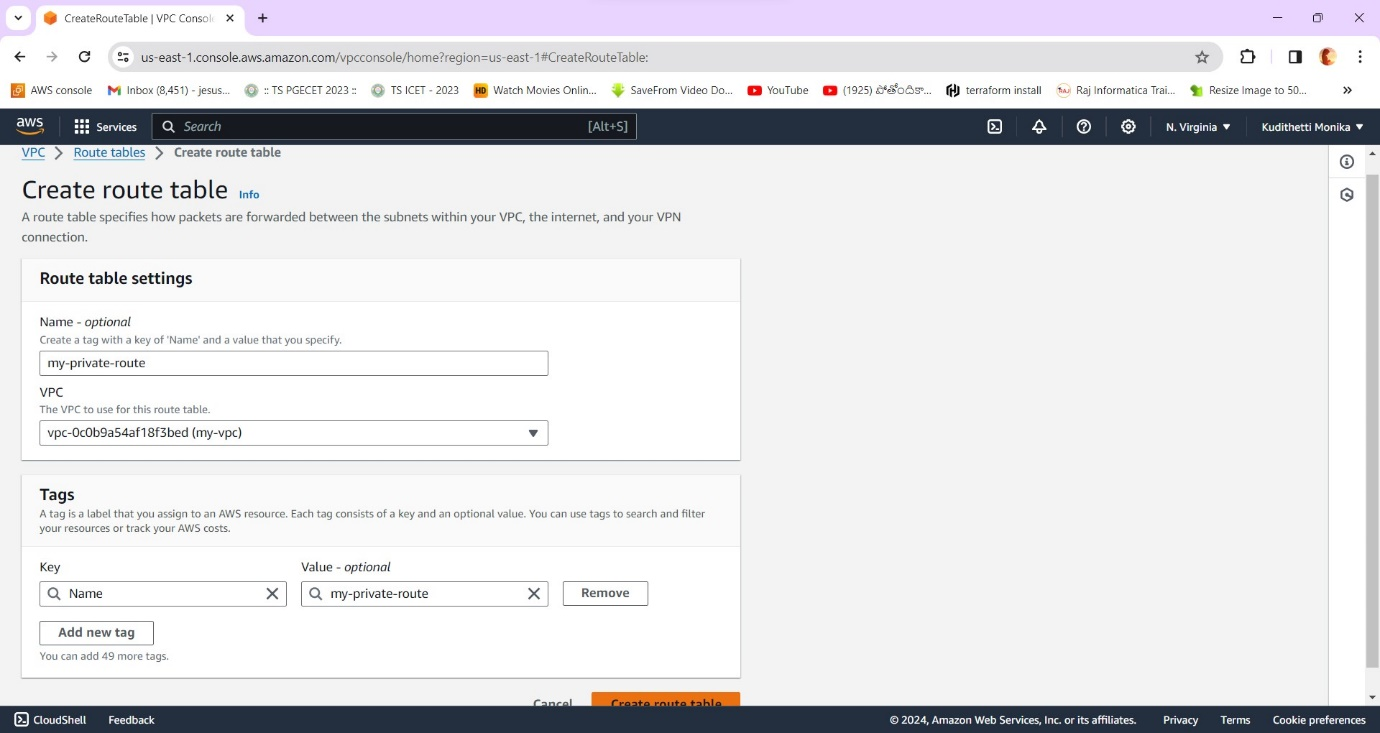 CreateRouteTable | VPC Consol
us-east-1.console.aws.amazon.com/vpcconsole/home?region=us-east-1#CreateRouteTable:
AWS console
Inbox (8,451) - jesus...
:: TS PGECET 2023 ::
TS ICET - 2023
HD
Watch Movies Onlin...
SaveFrom Video Do...
YouTube
(1925)
terraform install
Raj Informatica Trai...
Resize Image to 50...
»
aws
Services
Search
[Alt+S]
N. Virginia
Kudithetti Monika
VPC > Route tables > Create route table
Create route table Info
A route table specifies how packets are forwarded between the subnets within your VPC, the internet, and your VPN
connection.
Route table settings
Name - optional
Create a tag with a key of 'Name' and a value that you specify.
my-private-route
VPC
The VPC to use for this route table.
vpc-0c0b9a54af18f3bed (my-vpc)
Tags
A tag is a label that you assign to an AWS resource. Each tag consists of a key and an optional value. You can use tags to search and filter
your resources or track your AWS costs.
Key
Value - optional
Name
my-private-route
Remove
Add new tag
You can add 49 more tags.
Cancel
Create route table
CloudShell
Feedback
© 2024, Amazon Web Services, Inc. or its affiliates.
Privacy
Terms
Cookie preferences